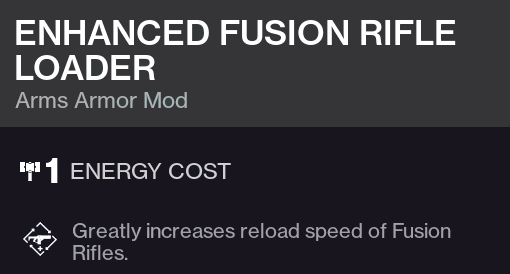 ENHANCED FUSION RIFLE
LOADER
Arms Armor Mod
1 ENERGY COST
Greatly increases reload speed of Fusion
Rifles.